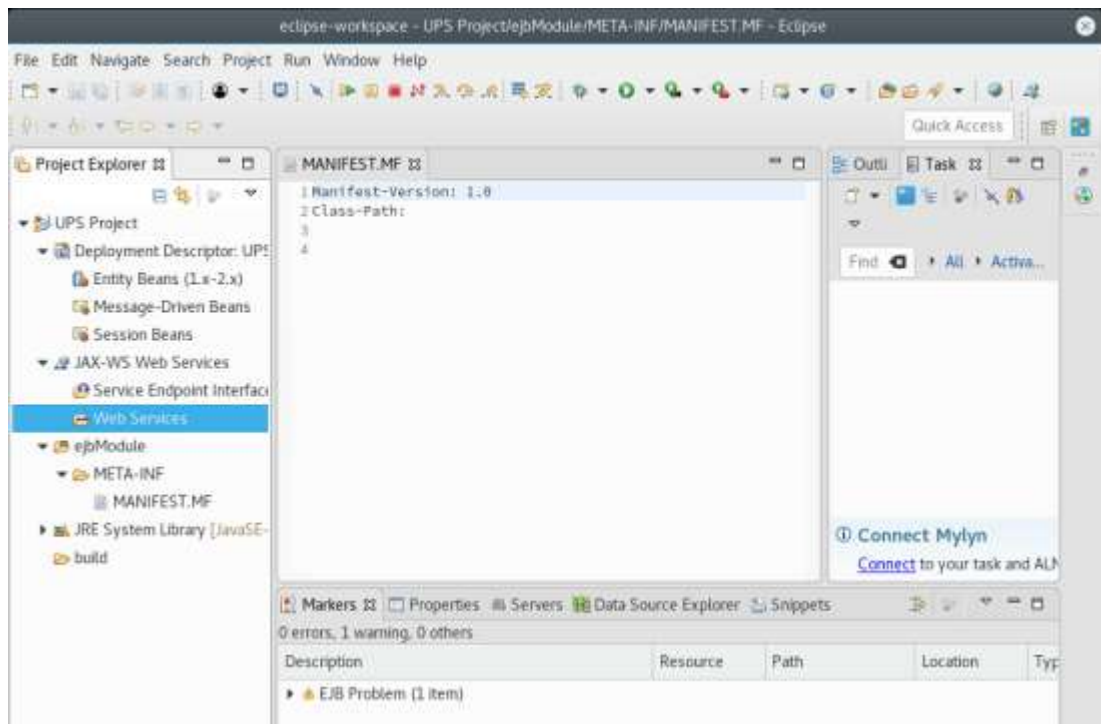 eclipse-workspace - UPS Project/ejbModule/META-INF/MANIFEST.MF - Eclipse
File Edit Navigate Search Project Run Window Help
Quick Access
Project Explorer
UPS Project
Deployment Descriptor: UPS
Entity Beans (1.x-2.x)
Message-Driven Beans
Session Beans
JAX-WS Web Services
Service Endpoint Interfac
Web Services
ejbModule
META-INF
MANIFEST.MF
JRE System Library [JavaSE-
build
MANIFEST.MF
1 Manifest-Version: 1.0
2 Class-Path:
3
4
Outli Task
Find All Activa...
Connect Mylyn
Connect to your task and ALM
Markers Properties Servers Data Source Explorer Snippets
0 errors, 1 warning, 0 others
Description Resource Path Location Typ
EJB Problem (1 item)